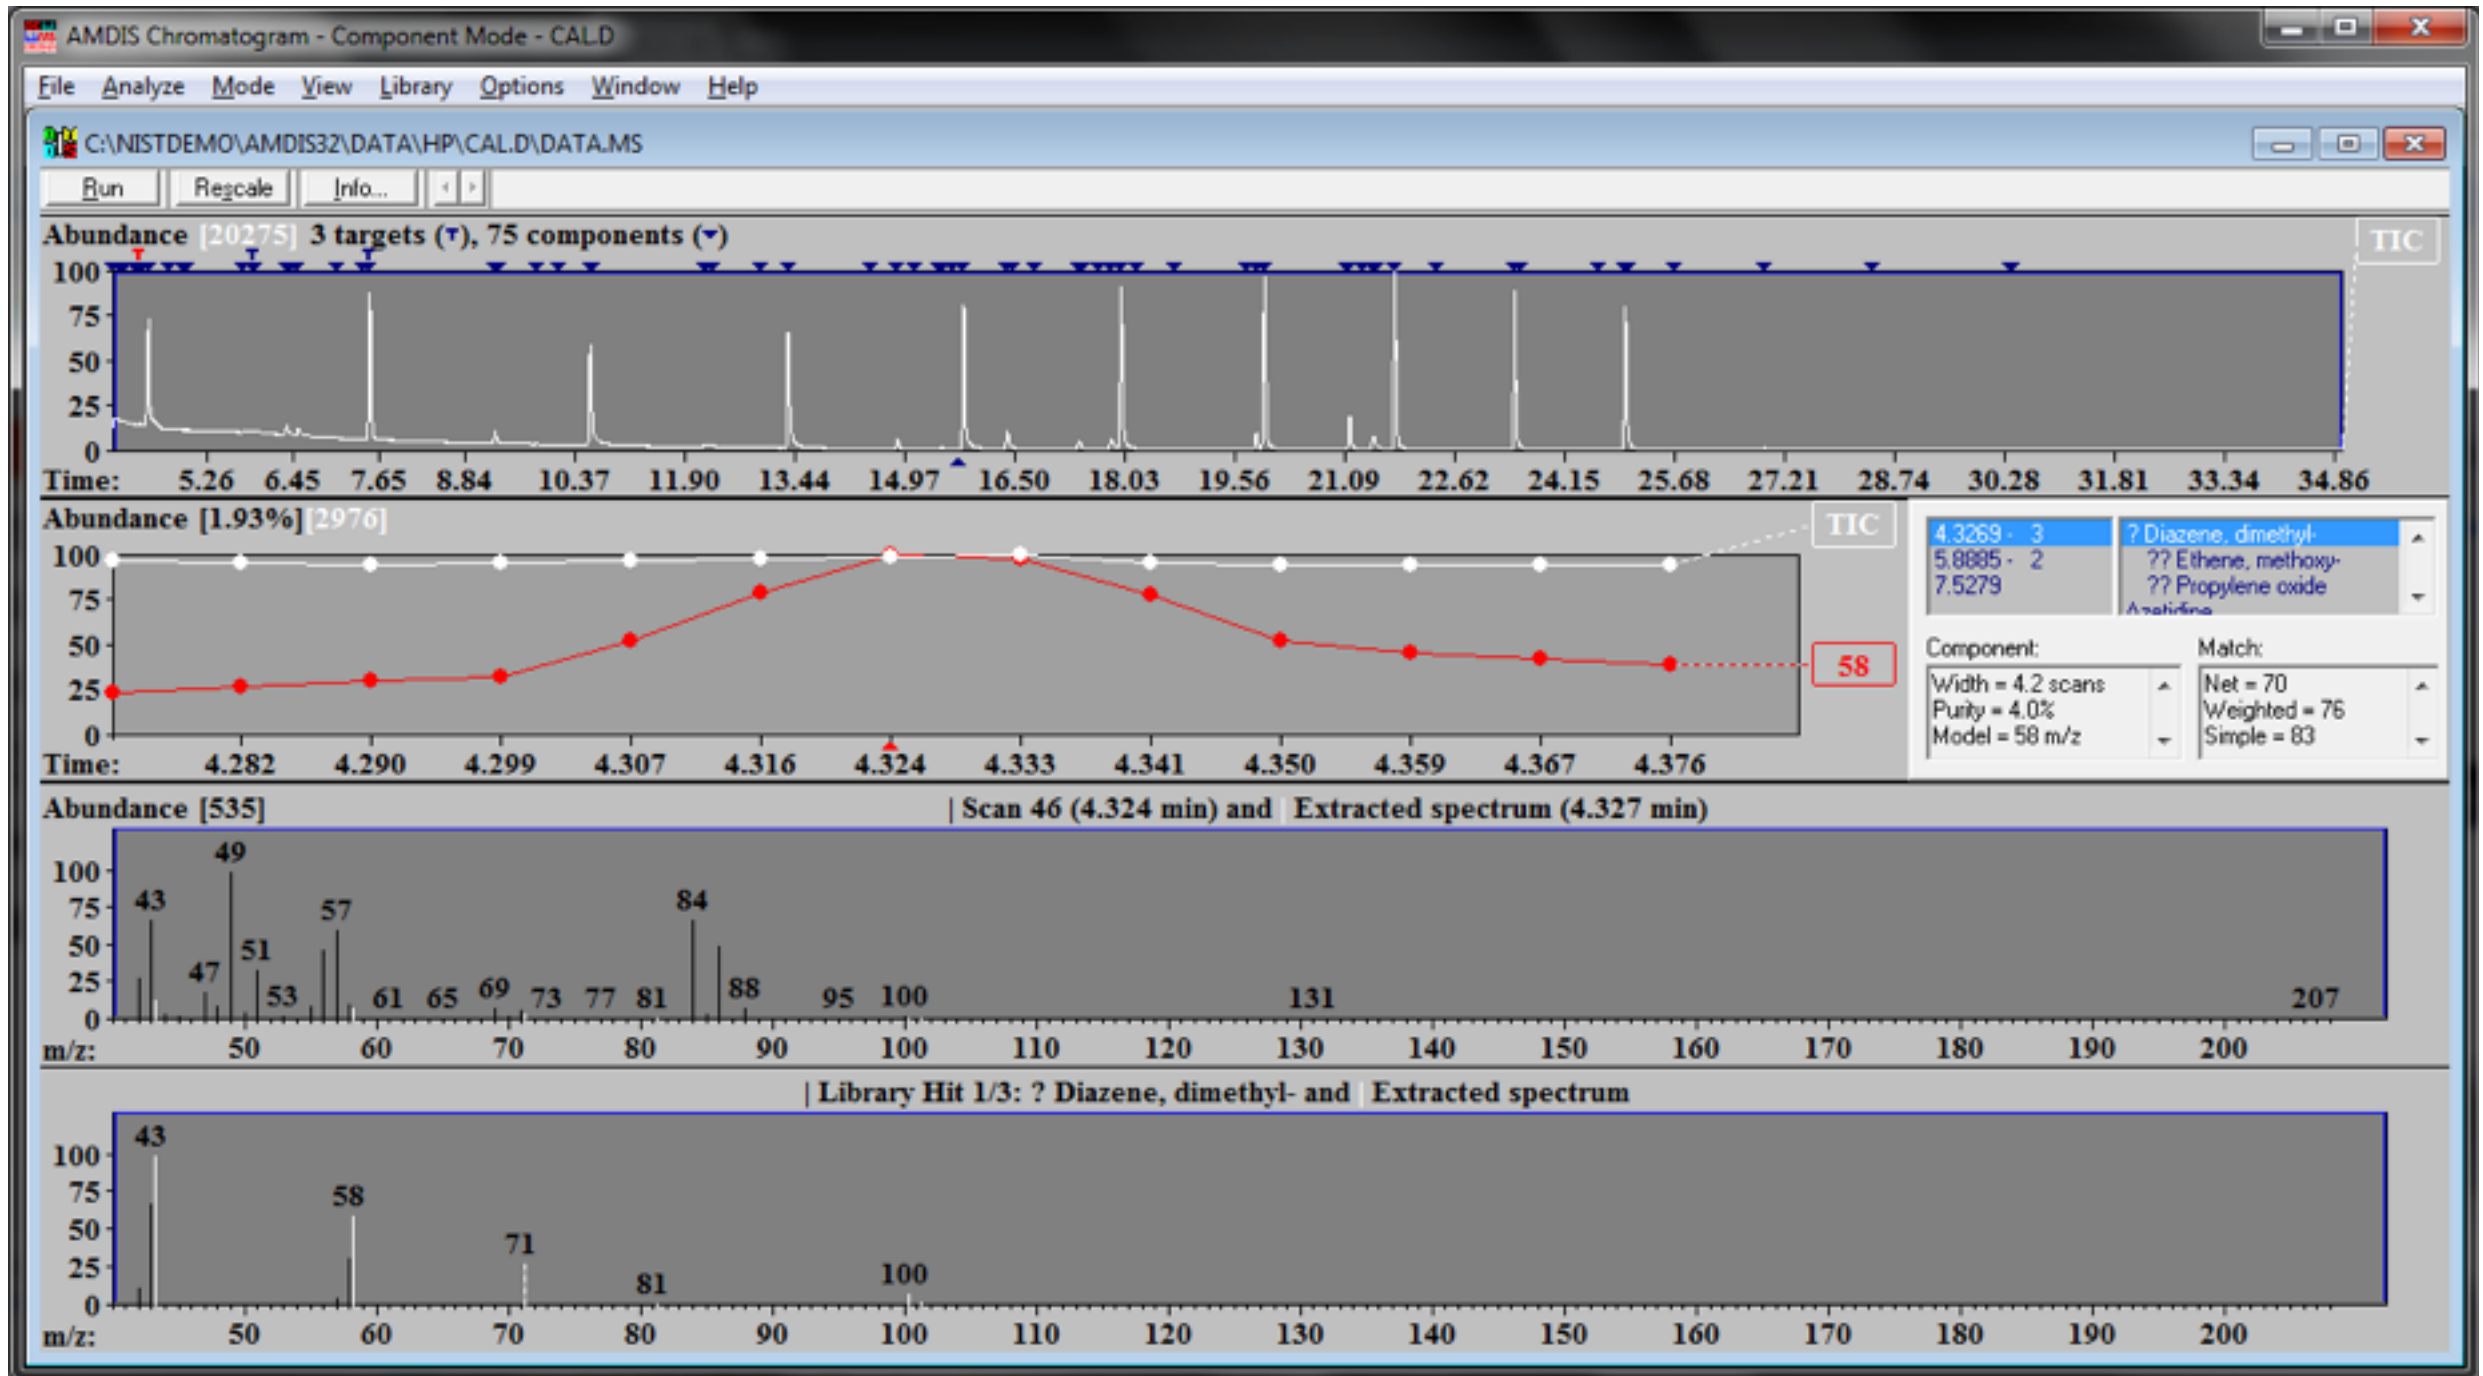 AMDIS Chromatogram - Component Mode - CAL.D
File Analyze Mode View Library Options Window Help
C:\NISTDEMO\AMDIS32\DATA\HP\CAL.D\DATA.MS
Run Rescale Info...
Abundance [20275] 3 targets (T), 75 components ()
TIC
100
75
50
25
0
Time: 5.26 6.45 7.65 8.84 10.37 11.90 13.44 14.97 16.50 18.03 19.56 21.09 22.62 24.15 25.68 27.21 28.74 30.28 31.81 33.34 34.86
Abundance [1.93%][2976]
TIC
100
75
50
25
0
58
Time: 4.282 4.290 4.299 4.307 4.316 4.324 4.333 4.341 4.350 4.359 4.367 4.376
4.3269 - 3
5.8885 - 2
7.5279
? Diazene, dimethyl-
?? Ethene, methoxy-
?? Propylene oxide
Azetidine
Component:
Width = 4.2 scans
Purity = 4.0%
Model = 58 m/z
Match:
Net = 70
Weighted = 76
Simple = 83
Abundance [535] | Scan 46 (4.324 min) and | Extracted spectrum (4.327 min)
100
75
50
25
0
43 47 49 51 53 57 61 65 69 73 77 81 84 88 95 100 131 207
m/z: 50 60 70 80 90 100 110 120 130 140 150 160 170 180 190 200
| Library Hit 1/3: ? Diazene, dimethyl- and | Extracted spectrum
100
75
50
25
0
43 58 71 81 100
m/z: 50 60 70 80 90 100 110 120 130 140 150 160 170 180 190 200